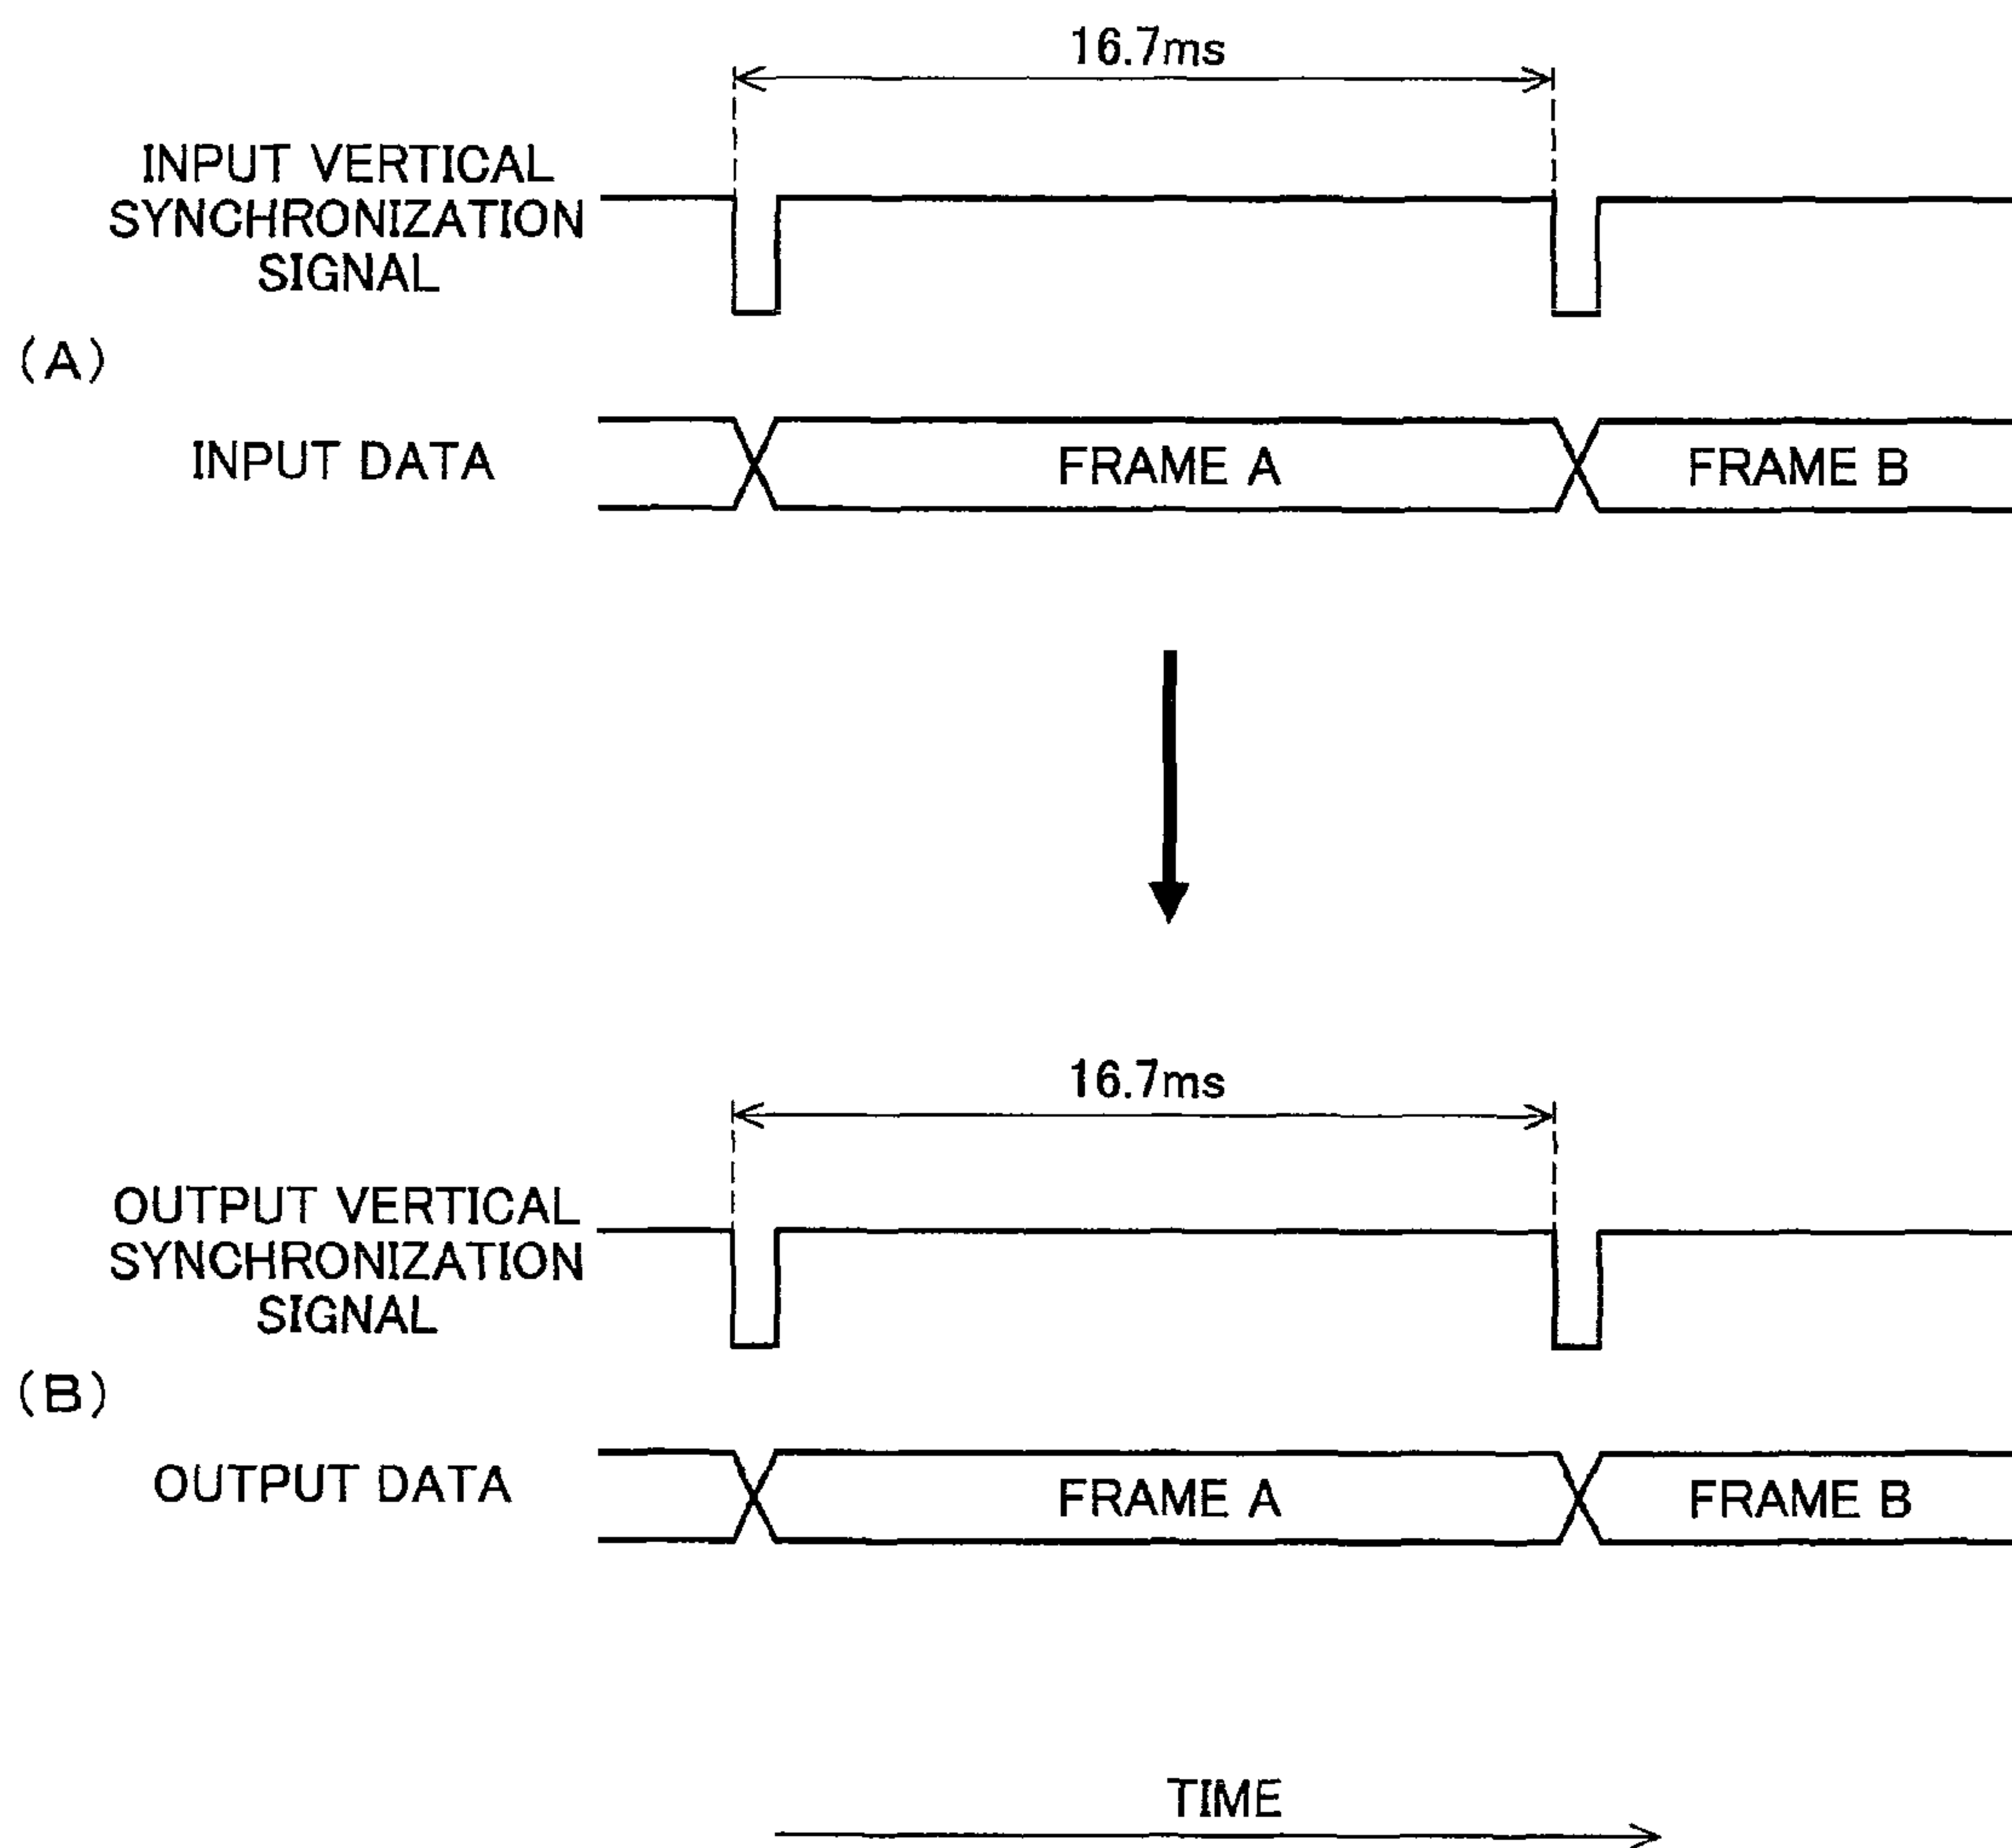 16.7ms
INPUT VERTICAL
SYNCHRONIZATION
SIGNAL
(A)
INPUT DATA
FRAME A
FRAME B
16.7ms
OUTPUT VERTICAL
SYNCHRONIZATION
SIGNAL
(B)
OUTPUT DATA
FRAME A
FRAME B
TIME